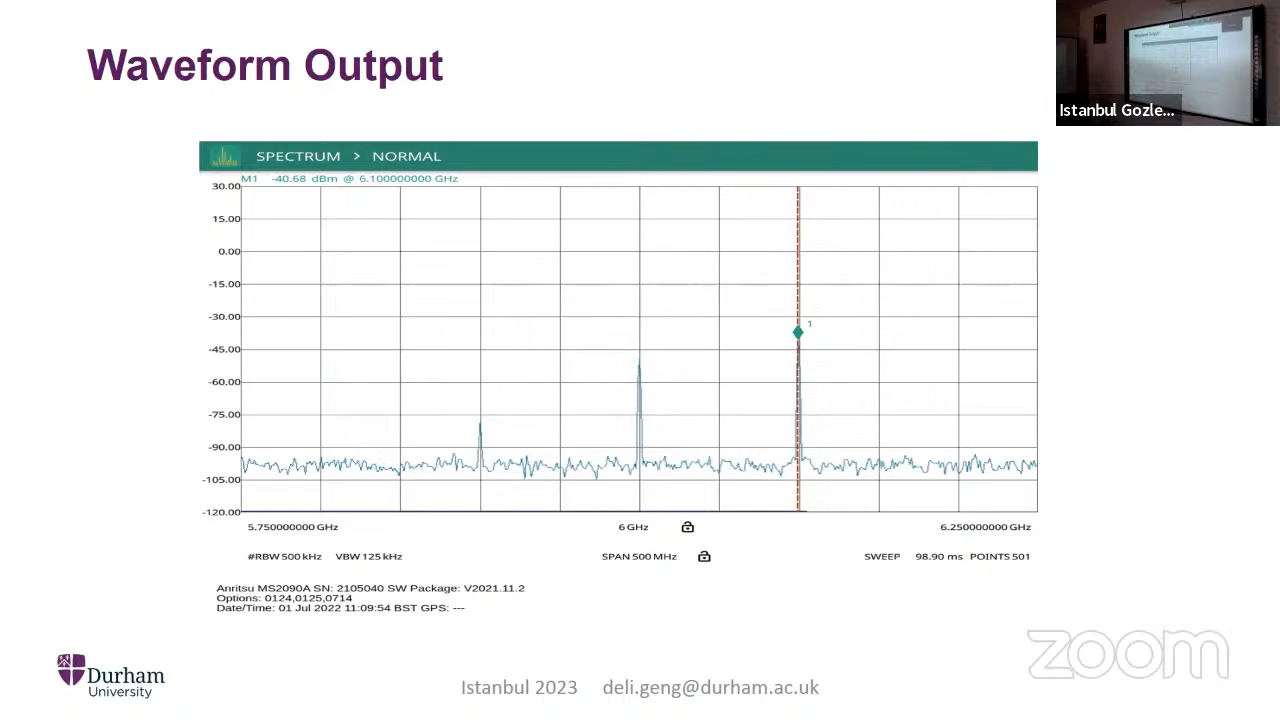 Waveform Output
Istanbul Gozle...
SPECTRUM > NORMAL
M1 -40.68 dBm @ 6.100000000 GHz
30.00
15.00
0.00
-15.00
-30.00
-45.00
-60.00
-75.00
-90.00
-105.00
-120.00
1
5.750000000 GHz 6 GHz 6.250000000 GHz
#RBW 500 kHz VBW 125 kHz SPAN 500 MHz SWEEP 98.90 ms POINTS 501
Anritsu MS2090A SN: 2105040 SW Package: V2021.11.2
Options: 0124,0125,0714
Date/Time: 01 Jul 2022 11:09:54 BST GPS: ---
zoom
Durham
University
Istanbul 2023 deli.geng@durham.ac.uk